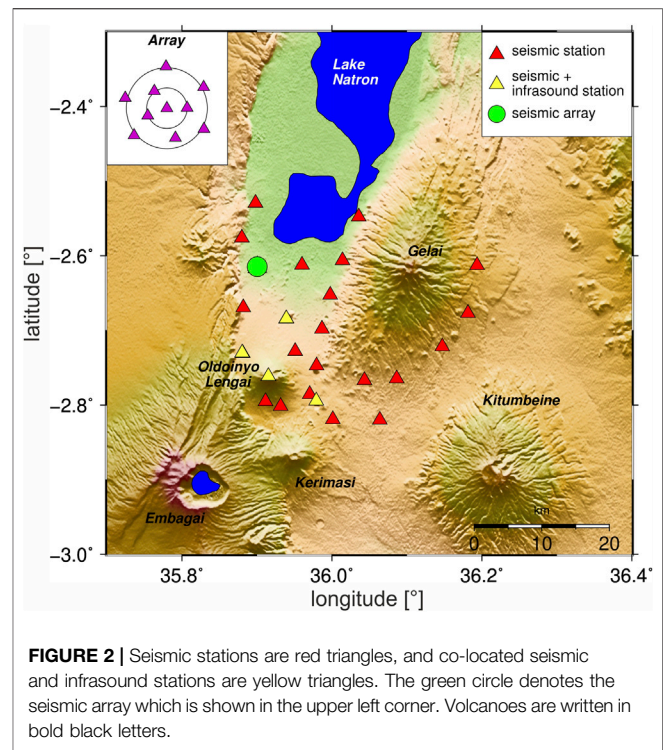 Array
Lake
Natron
seismic station
seismic +
infrasound station
seismic array
−2.4°
−2.6°
−2.8°
−3.0°
latitude [°]
Gelai
Oldoinyo
Lengai
Kitumbeine
Kerimasi
Embagai
km
0 10 20
35.8° 36.0° 36.2° 36.4°
longitude [°]
FIGURE 2 | Seismic stations are red triangles, and co-located seismic
and infrasound stations are yellow triangles. The green circle denotes the
seismic array which is shown in the upper left corner. Volcanoes are written in
bold black letters.